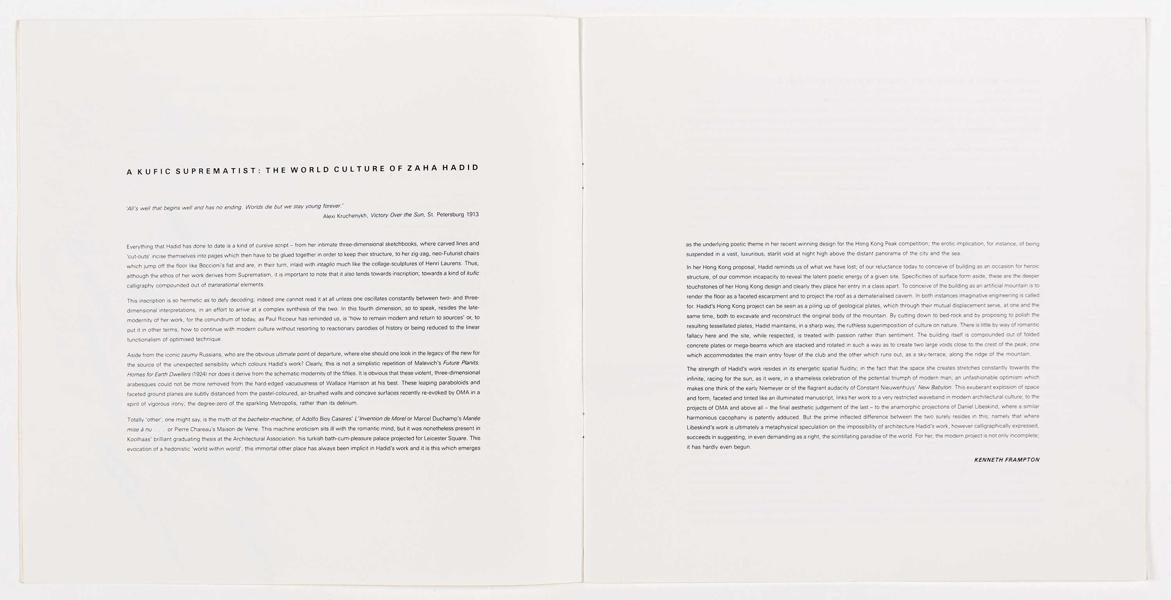 A KUFIC SUPREMATIST: THE WORLD CULTURE OF ZAHA HADID
'All's well that begins well and has no ending. Worlds die but we stay young forever.'
Alexi Kruchenykh, Victory Over the Sun, St. Petersburg 1913
Everything that Hadid has done to date is a kind of cursive script – from her intimate three-dimensional sketchbooks, where carved lines and
'cut-outs' incise themselves into pages which then have to be glued together in order to keep their structure, to her zig-zag, neo-Futurist chairs
which jump off the floor like Boccioni's fist and are, in their turn, inlaid with intaglio much like the collage-sculptures of Henri Laurens. Thus,
although the ethos of her work derives from Suprematism, it is important to note that it also tends towards inscription; towards a kind of kufic
calligraphy compounded out of transrational elements.
This inscription is so hermetic as to defy decoding; indeed one cannot read it at all unless one oscillates constantly between two- and three-
dimensional interpretations, in an effort to arrive at a complex synthesis of the two. In this fourth dimension, so to speak, resides the late-
modernity of her work, for the conundrum of today, as Paul Ricoeur has reminded us, is 'how to remain modern and return to sources' or, to
put it in other terms, how to continue with modern culture without resorting to reactionary parodies of history or being reduced to the linear
functionalism of optimised technique.
Aside from the iconic zaumy Russians, who are the obvious ultimate point of departure, where else should one look in the legacy of the new for
the source of the unexpected sensibility which colours Hadid's work? Clearly, this is not a simplistic repetition of Malevich's Future Planits,
Homes for Earth Dwellers (1924) nor does it derive from the schematic modernity of the fifties. It is obvious that these violent, three-dimensional
arabesques could not be more removed from the hard-edged vacuousness of Wallace Harrison at his best. These leaping paraboloids and
faceted ground planes are subtly distanced from the pastel-coloured, air-brushed walls and concave surfaces recently re-evoked by OMA in a
spirit of vigorous irony; the degree-zero of the sparkling Metropolis, rather than its delirium.
Totally 'other', one might say, is the myth of the bachelor-machine; of Adolfo Bioy Casares' L'Invention de Morel or Marcel Duchamp's Mariée
mise à nu . . . or Pierre Chareau's Maison de Verre. This machine eroticism sits ill with the romantic mind, but it was nonetheless present in
Koolhaas' brilliant graduating thesis at the Architectural Association: his turkish bath-cum-pleasure palace projected for Leicester Square. This
evocation of a hedonistic 'world within world', this immortal other place has always been implicit in Hadid's work and it is this which emerges
as the underlying poetic theme in her recent winning design for the Hong Kong Peak competition; the erotic implication, for instance, of being
suspended in a vast, luxurious, starlit void at night high above the distant panorama of the city and the sea.
In her Hong Kong proposal, Hadid reminds us of what we have lost; of our reluctance today to conceive of building as an occasion for heroic
structure, of our common incapacity to reveal the latent poetic energy of a given site. Specificities of surface form aside, these are the deeper
touchstones of her Hong Kong design and clearly they place her entry in a class apart. To conceive of the building as an artificial mountain is to
render the floor as a faceted escarpment and to project the roof as a dematerialised cavern. In both instances imaginative engineering is called
for. Hadid's Hong Kong project can be seen as a piling up of geological plates, which through their mutual displacement serve, at one and the
same time, both to excavate and reconstruct the original body of the mountain. By cutting down to bed-rock and by proposing to polish the
resulting tessellated plates, Hadid maintains, in a sharp way, the ruthless superimposition of culture on nature. There is little by way of romantic
fallacy here and the site, while respected, is treated with passion rather than sentiment. The building itself is compounded out of folded
concrete plates or mega-beams which are stacked and rotated in such a way as to create two large voids close to the crest of the peak; one
which accommodates the main entry foyer of the club and the other which runs out, as a sky-terrace, along the ridge of the mountain.
The strength of Hadid's work resides in its energetic spatial fluidity; in the fact that the space she creates stretches constantly towards the
infinite, racing for the sun, as it were, in a shameless celebration of the potential triumph of modern man; an unfashionable optimism which
makes one think of the early Niemeyer or of the flagrant audacity of Constant Nieuwenhuys' New Babylon. This exuberant explosion of space
and form, faceted and tinted like an illuminated manuscript, links her work to a very restricted waveband in modern architectural culture; to the
projects of OMA and above all – the final aesthetic judgement of the last – to the anamorphic projections of Daniel Libeskind, where a similar
harmonious cacophany is patently adduced. But the prime inflected difference between the two surely resides in this; namely that where
Libeskind's work is ultimately a metaphysical speculation on the impossibility of architecture Hadid's work, however calligraphically expressed,
succeeds in suggesting, in even demanding as a right, the scintillating paradise of the world. For her, the modern project is not only incomplete;
it has hardly even begun.
KENNETH FRAMPTON